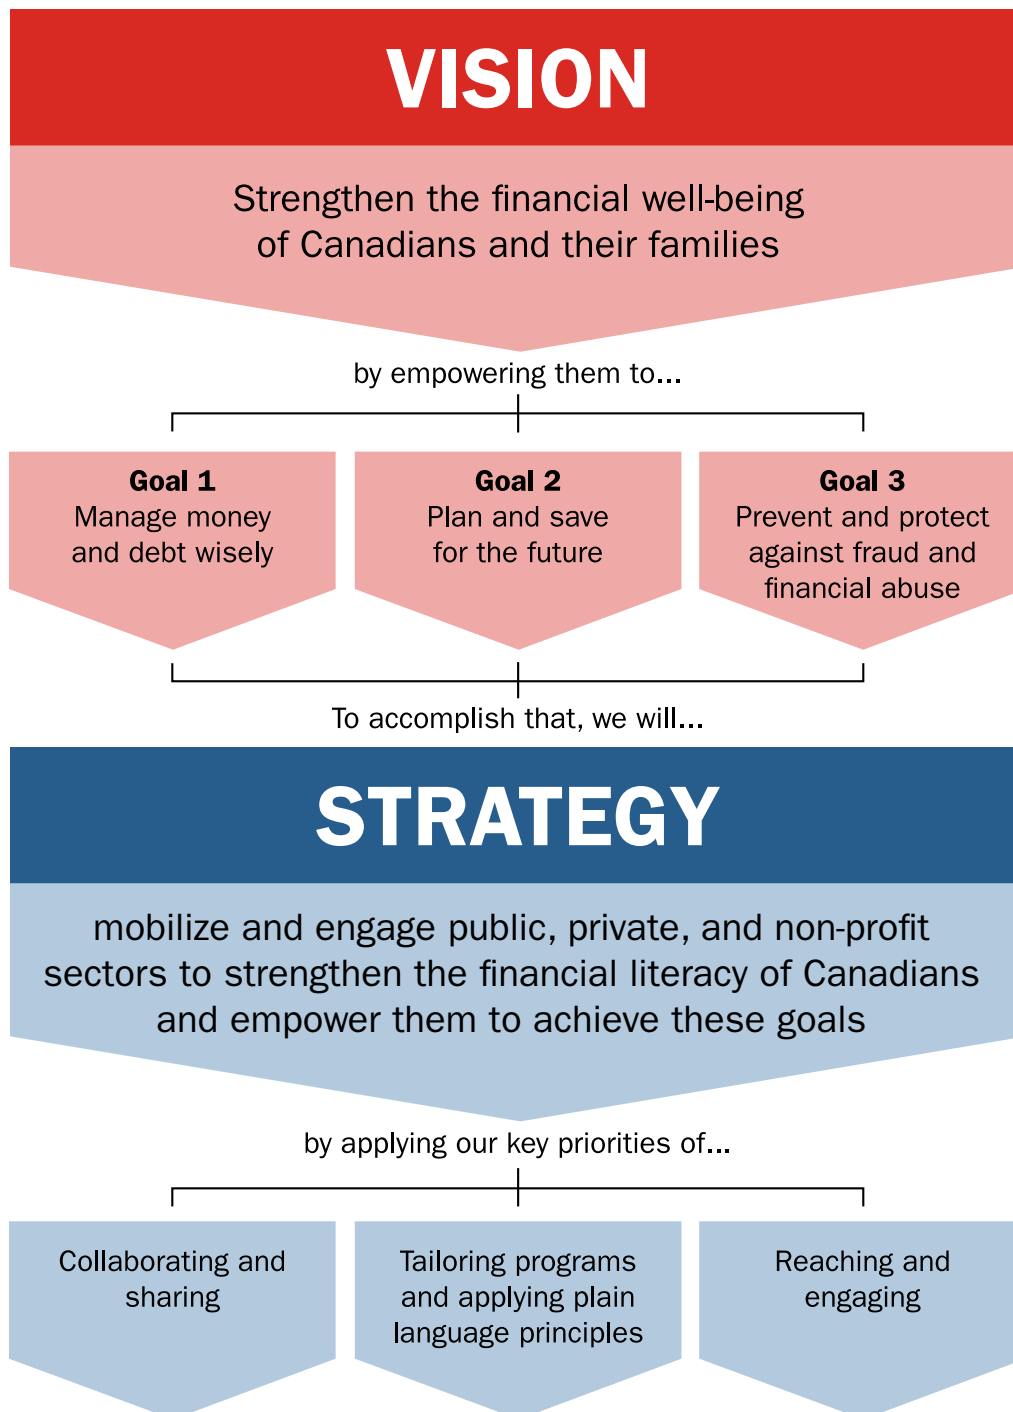 VISION
Strengthen the financial well-being
of Canadians and their families
by empowering them to...
Goal 1
Manage money
and debt wisely
Goal 2
Plan and save
for the future
Goal 3
Prevent and protect
against fraud and
financial abuse
To accomplish that, we will...
STRATEGY
mobilize and engage public, private, and non-profit
sectors to strengthen the financial literacy of Canadians
and empower them to achieve these goals
by applying our key priorities of...
Collaborating and
sharing
Tailoring programs
and applying plain
language principles
Reaching and
engaging